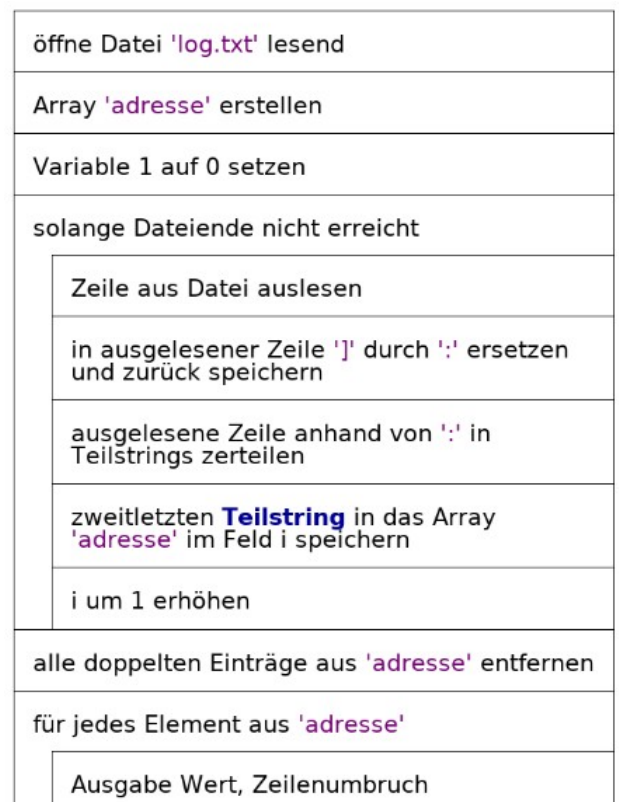 öffne Datei 'log.txt' lesend
Array 'adresse' erstellen
Variable 1 auf 0 setzen
solange Dateiende nicht erreicht
Zeile aus Datei auslesen
in ausgelesener Zeile ']' durch ':' ersetzen
und zurück speichern
ausgelesene Zeile anhand von ':' in
Teilstrings zerteilen
zweitletzten Teilstring in das Array
'adresse' im Feld i speichern
i um 1 erhöhen
alle doppelten Einträge aus 'adresse' entfernen
für jedes Element aus 'adresse'
Ausgabe Wert, Zeilenumbruch